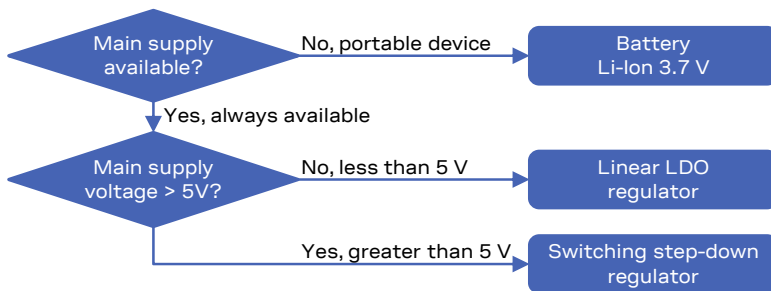 Main supply
available?
No, portable device
Battery
Li-Ion 3.7 V
Yes, always available
Main supply
voltage > 5V?
No, less than 5 V
Linear LDO
regulator
Yes, greater than 5 V
Switching step-down
regulator